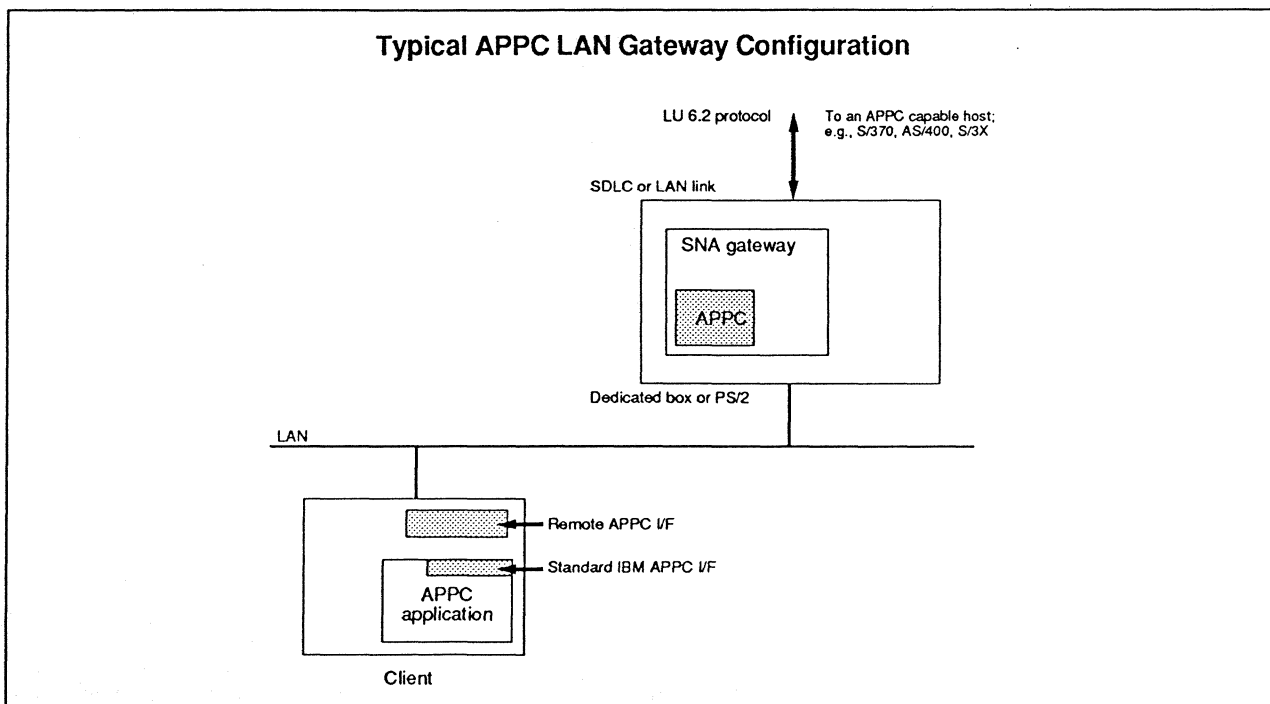 Typical APPC LAN Gateway Configuration
LU 6.2 protocol
To an APPC capable host;
e.g., S/370, AS/400, S/3X
SDLC or LAN link
SNA gateway
APPC
Dedicated box or PS/2
LAN
Remote APPC I/F
Standard IBM APPC I/F
APPC
application
Client